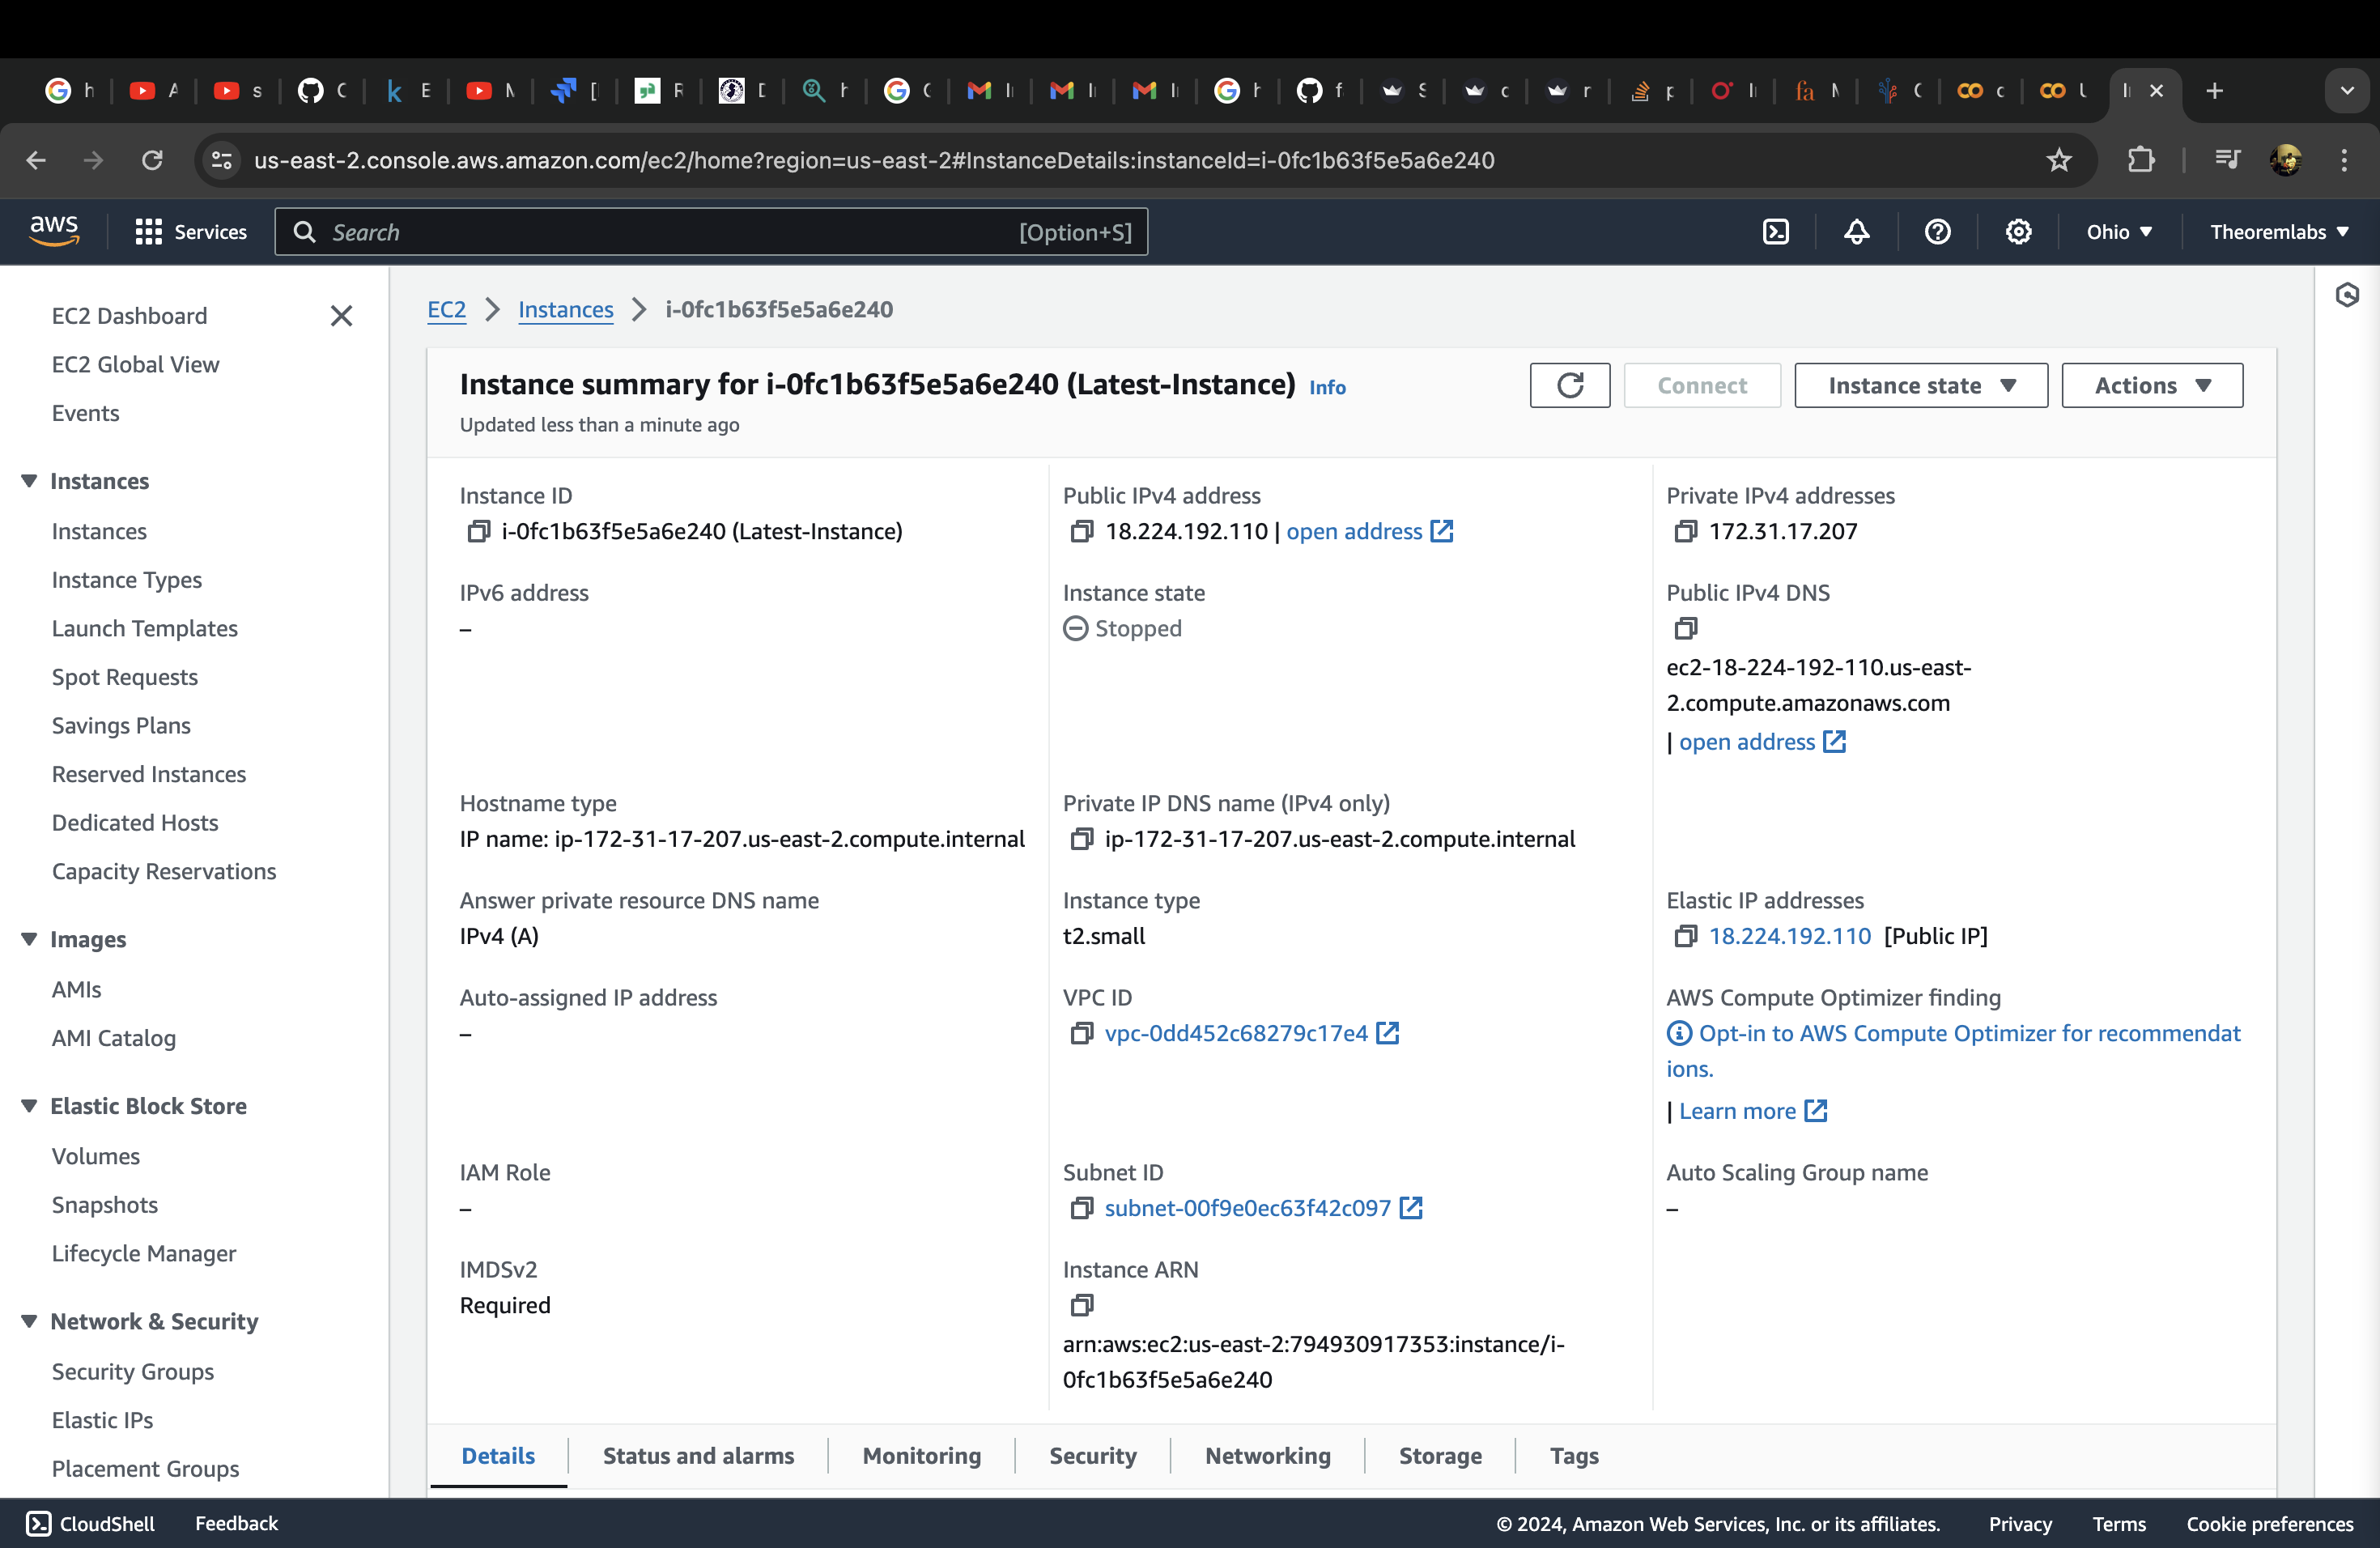 us-east-2.console.aws.amazon.com/ec2/home?region=us-east-2#InstanceDetails:instanceId=i-0fc1b63f5e5a6e240
aws
Services
Search
[Option+S]
Ohio
Theoremlabs
EC2 Dashboard
EC2 Global View
Events
Instances
Instances
Instance Types
Launch Templates
Spot Requests
Savings Plans
Reserved Instances
Dedicated Hosts
Capacity Reservations
Images
AMIs
AMI Catalog
Elastic Block Store
Volumes
Snapshots
Lifecycle Manager
Network & Security
Security Groups
Elastic IPs
Placement Groups
EC2 > Instances > i-0fc1b63f5e5a6e240
Instance summary for i-0fc1b63f5e5a6e240 (Latest-Instance) Info
Updated less than a minute ago
Connect
Instance state
Actions
Instance ID
i-0fc1b63f5e5a6e240 (Latest-Instance)
Public IPv4 address
18.224.192.110 | open address
Private IPv4 addresses
172.31.17.207
IPv6 address
–
Instance state
Stopped
Public IPv4 DNS
ec2-18-224-192-110.us-east-
2.compute.amazonaws.com
| open address
Hostname type
IP name: ip-172-31-17-207.us-east-2.compute.internal
Private IP DNS name (IPv4 only)
ip-172-31-17-207.us-east-2.compute.internal
Answer private resource DNS name
IPv4 (A)
Instance type
t2.small
Elastic IP addresses
18.224.192.110 [Public IP]
Auto-assigned IP address
–
VPC ID
vpc-0dd452c68279c17e4
AWS Compute Optimizer finding
Opt-in to AWS Compute Optimizer for recommendat
ions.
| Learn more
IAM Role
–
Subnet ID
subnet-00f9e0ec63f42c097
Auto Scaling Group name
–
IMDSv2
Required
Instance ARN
arn:aws:ec2:us-east-2:794930917353:instance/i-
0fc1b63f5e5a6e240
Details
Status and alarms
Monitoring
Security
Networking
Storage
Tags
CloudShell
Feedback
© 2024, Amazon Web Services, Inc. or its affiliates.
Privacy
Terms
Cookie preferences